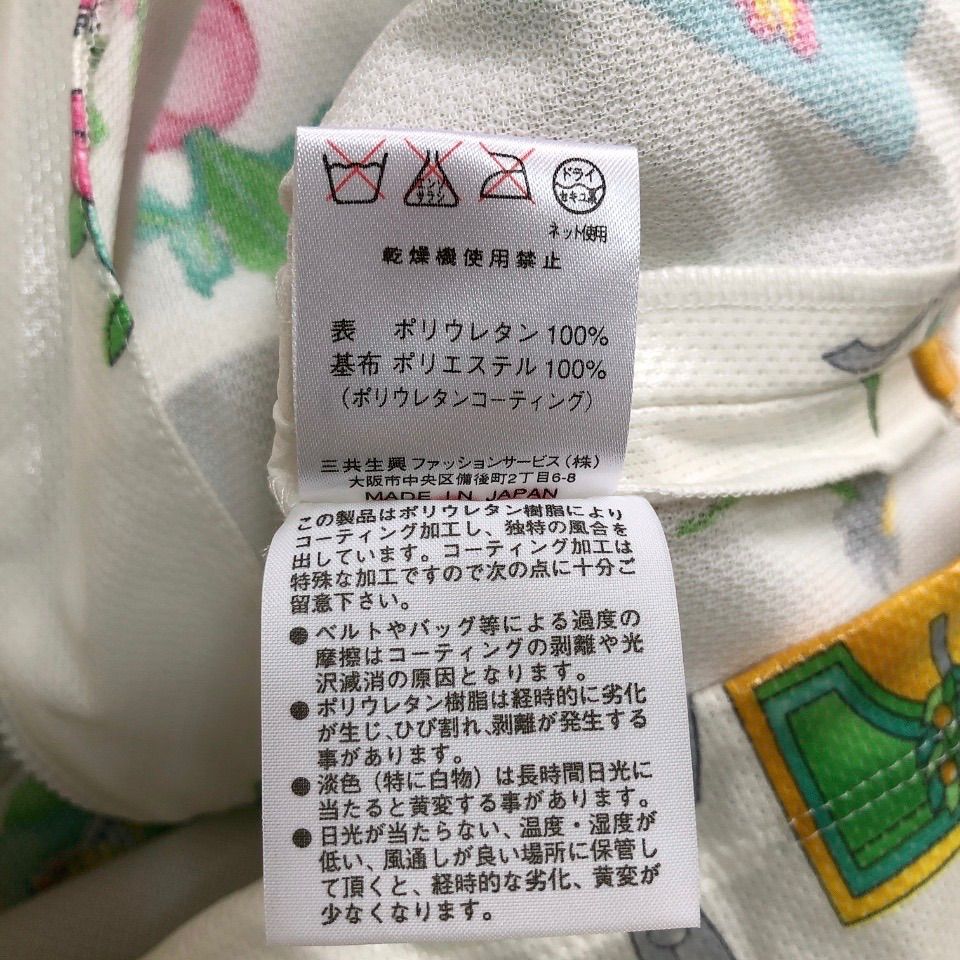 エンソ
サラシ
ドライ
セキユ系
ネット使用
乾燥機使用禁止
表 ポリウレタン 100%
基布 ポリエステル 100%
(ポリウレタンコーティング)
三共生興ファッションサービス(株)
大阪市中央区備後町2丁目6-8
MADE IN JAPAN
この製品はポリウレタン樹脂により
コーティング加工し、独特の風合を
出しています。コーティング加工は
特殊な加工ですので次の点に十分ご
留意下さい。
●ベルトやバッグ等による過度の
摩擦はコーティングの剥離や光
沢減消の原因となります。
●ポリウレタン樹脂は経時的に劣化
が生じ、ひび割れ、剥離が発生する
事があります。
●淡色(特に白物)は長時間日光に
当たると黄変する事があります。
●日光が当たらない、温度・湿度が
低い、風通しが良い場所に保管し
て頂くと、経時的な劣化、黄変が
少なくなります。